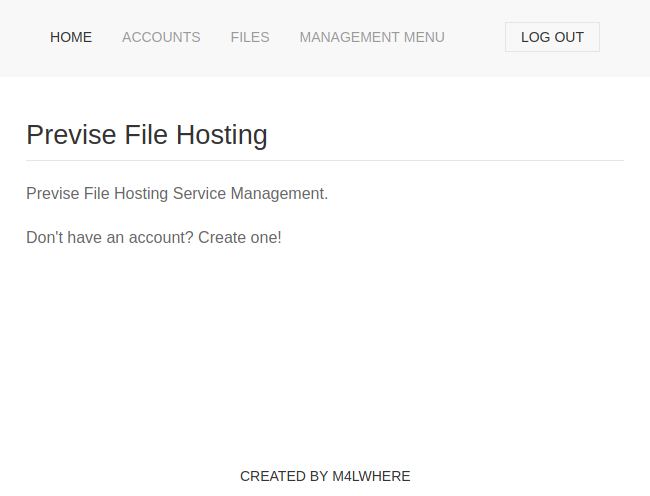 HOME ACCOUNTS FILES MANAGEMENT MENU LOG OUT
Previse File Hosting
Previse File Hosting Service Management.
Don't have an account? Create one!
CREATED BY M4LWHERE